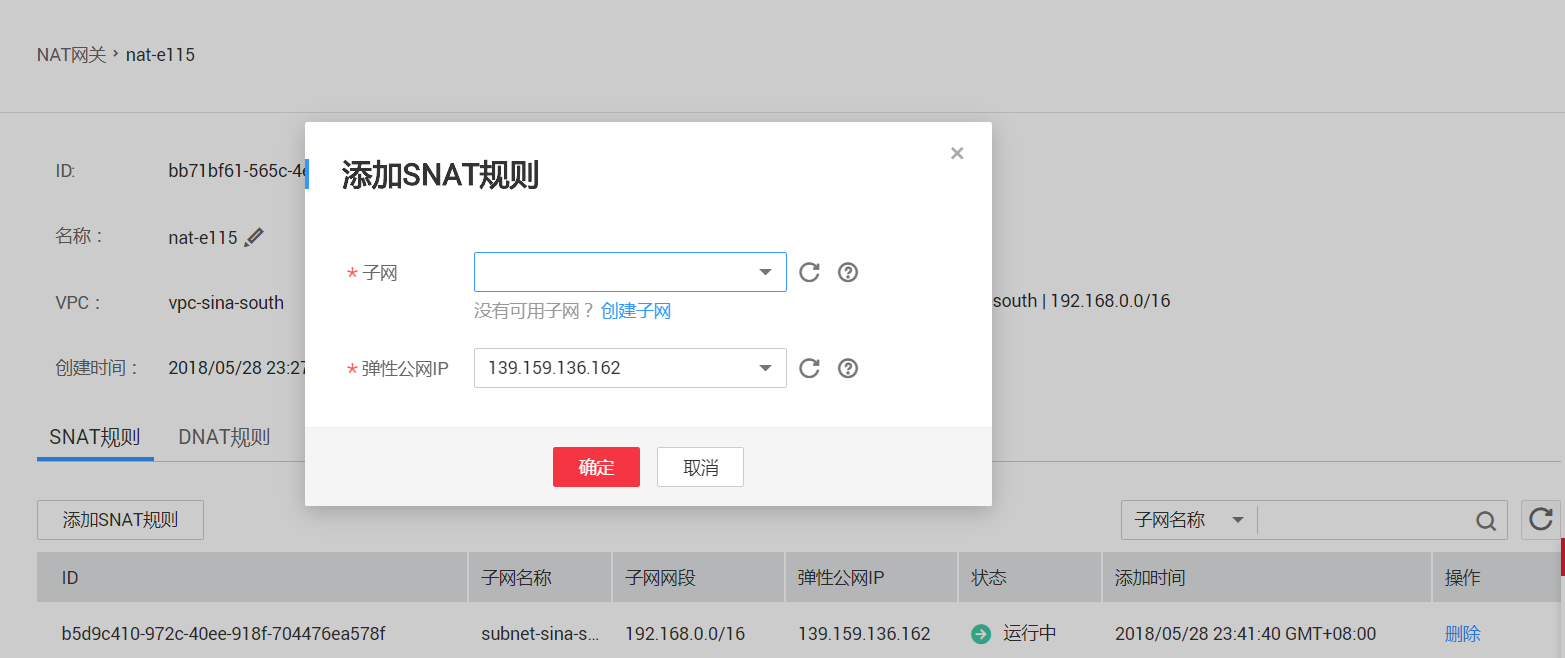 NAT网关 › nat-e115
添加SNAT规则
×
ID:
bb71bf61-565c-4e
名称：
nat-e115
* 子网
没有可用子网？创建子网
VPC：
vpc-sina-south
south | 192.168.0.0/16
* 弹性公网IP
139.159.136.162
创建时间：
2018/05/28 23:27
SNAT规则 DNAT规则
确定 取消
添加SNAT规则
子网名称
ID 子网名称 子网网段 弹性公网IP 状态 添加时间 操作
b5d9c410-972c-40ee-918f-704476ea578f subnet-sina-s... 192.168.0.0/16 139.159.136.162 运行中 2018/05/28 23:41:40 GMT+08:00 删除